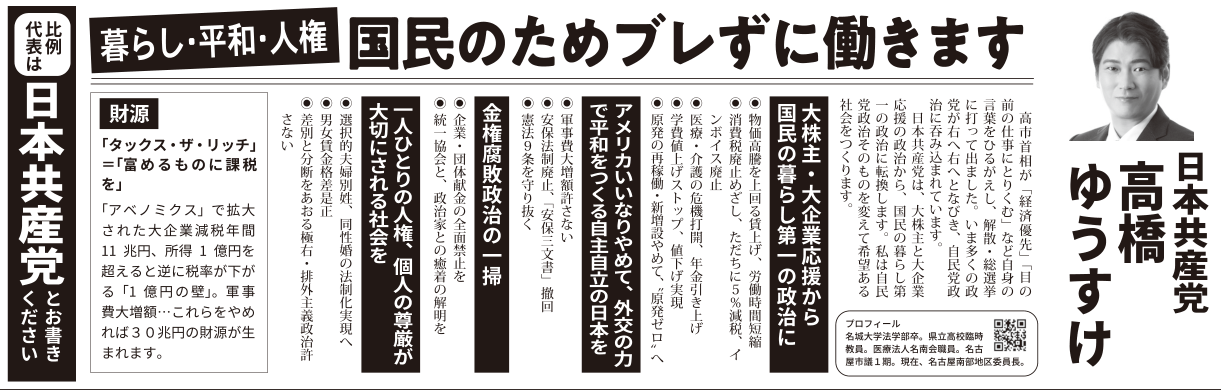 日本共産党
高橋
ゆうすけ
暮らし・平和・人権
国民のためブレずに働きます
高市首相が「経済優先」「目の
前の仕事にとりくむ」など自身の
言葉をひるがえし、解散・総選挙
に打って出ました。いま多くの政
党が右へ右へとなびき、自民党政
治に呑み込まれています。
日本共産党は、大株主と大企業
応援の政治から、国民の暮らし第
一の政治に転換します。私は自民
党政治そのものを変えて希望ある
社会をつくります。
プロフィール
名城大学法学部卒。県立高校臨時
教員。医療法人名南会職員。名古
屋市議１期。現在、名古屋南部地区委員長。
大株主・大企業応援から
国民の暮らし第一の政治に
●物価高騰を上回る賃上げ、労働時間短縮
●消費税廃止めざし、ただちに５％減税、イ
ンボイス廃止
●医療・介護の危機打開、年金引き上げ
●学費値上げストップ、値下げ実現
●原発の再稼働・新増設やめて、〝原発ゼロ〟へ
アメリカいいなりやめて、外交の力
で平和をつくる自主自立の日本を
●軍事費大増額許さない
●安保法制廃止、「安保三文書」撤回
●憲法９条を守り抜く
金権腐敗政治の一掃
●企業・団体献金の全面禁止を
●統一協会と、政治家との癒着の解明を
一人ひとりの人権、個人の尊厳が
大切にされる社会を
●選択的夫婦別姓、同性婚の法制化実現へ
●男女賃金格差是正
●差別と分断をあおる極右・排外主義政治許
さない
財源
「タックス・ザ・リッチ」
＝「富めるものに課税
を」
「アベノミクス」で拡大
された大企業減税年間
11 兆円、所得 1 億円を
超えると逆に税率が下が
る「1 億円の壁」。軍事
費大増額…これらをやめ
れば３０兆円の財源が生
まれます。
比例
代表は
日本共産党
とお書き
ください